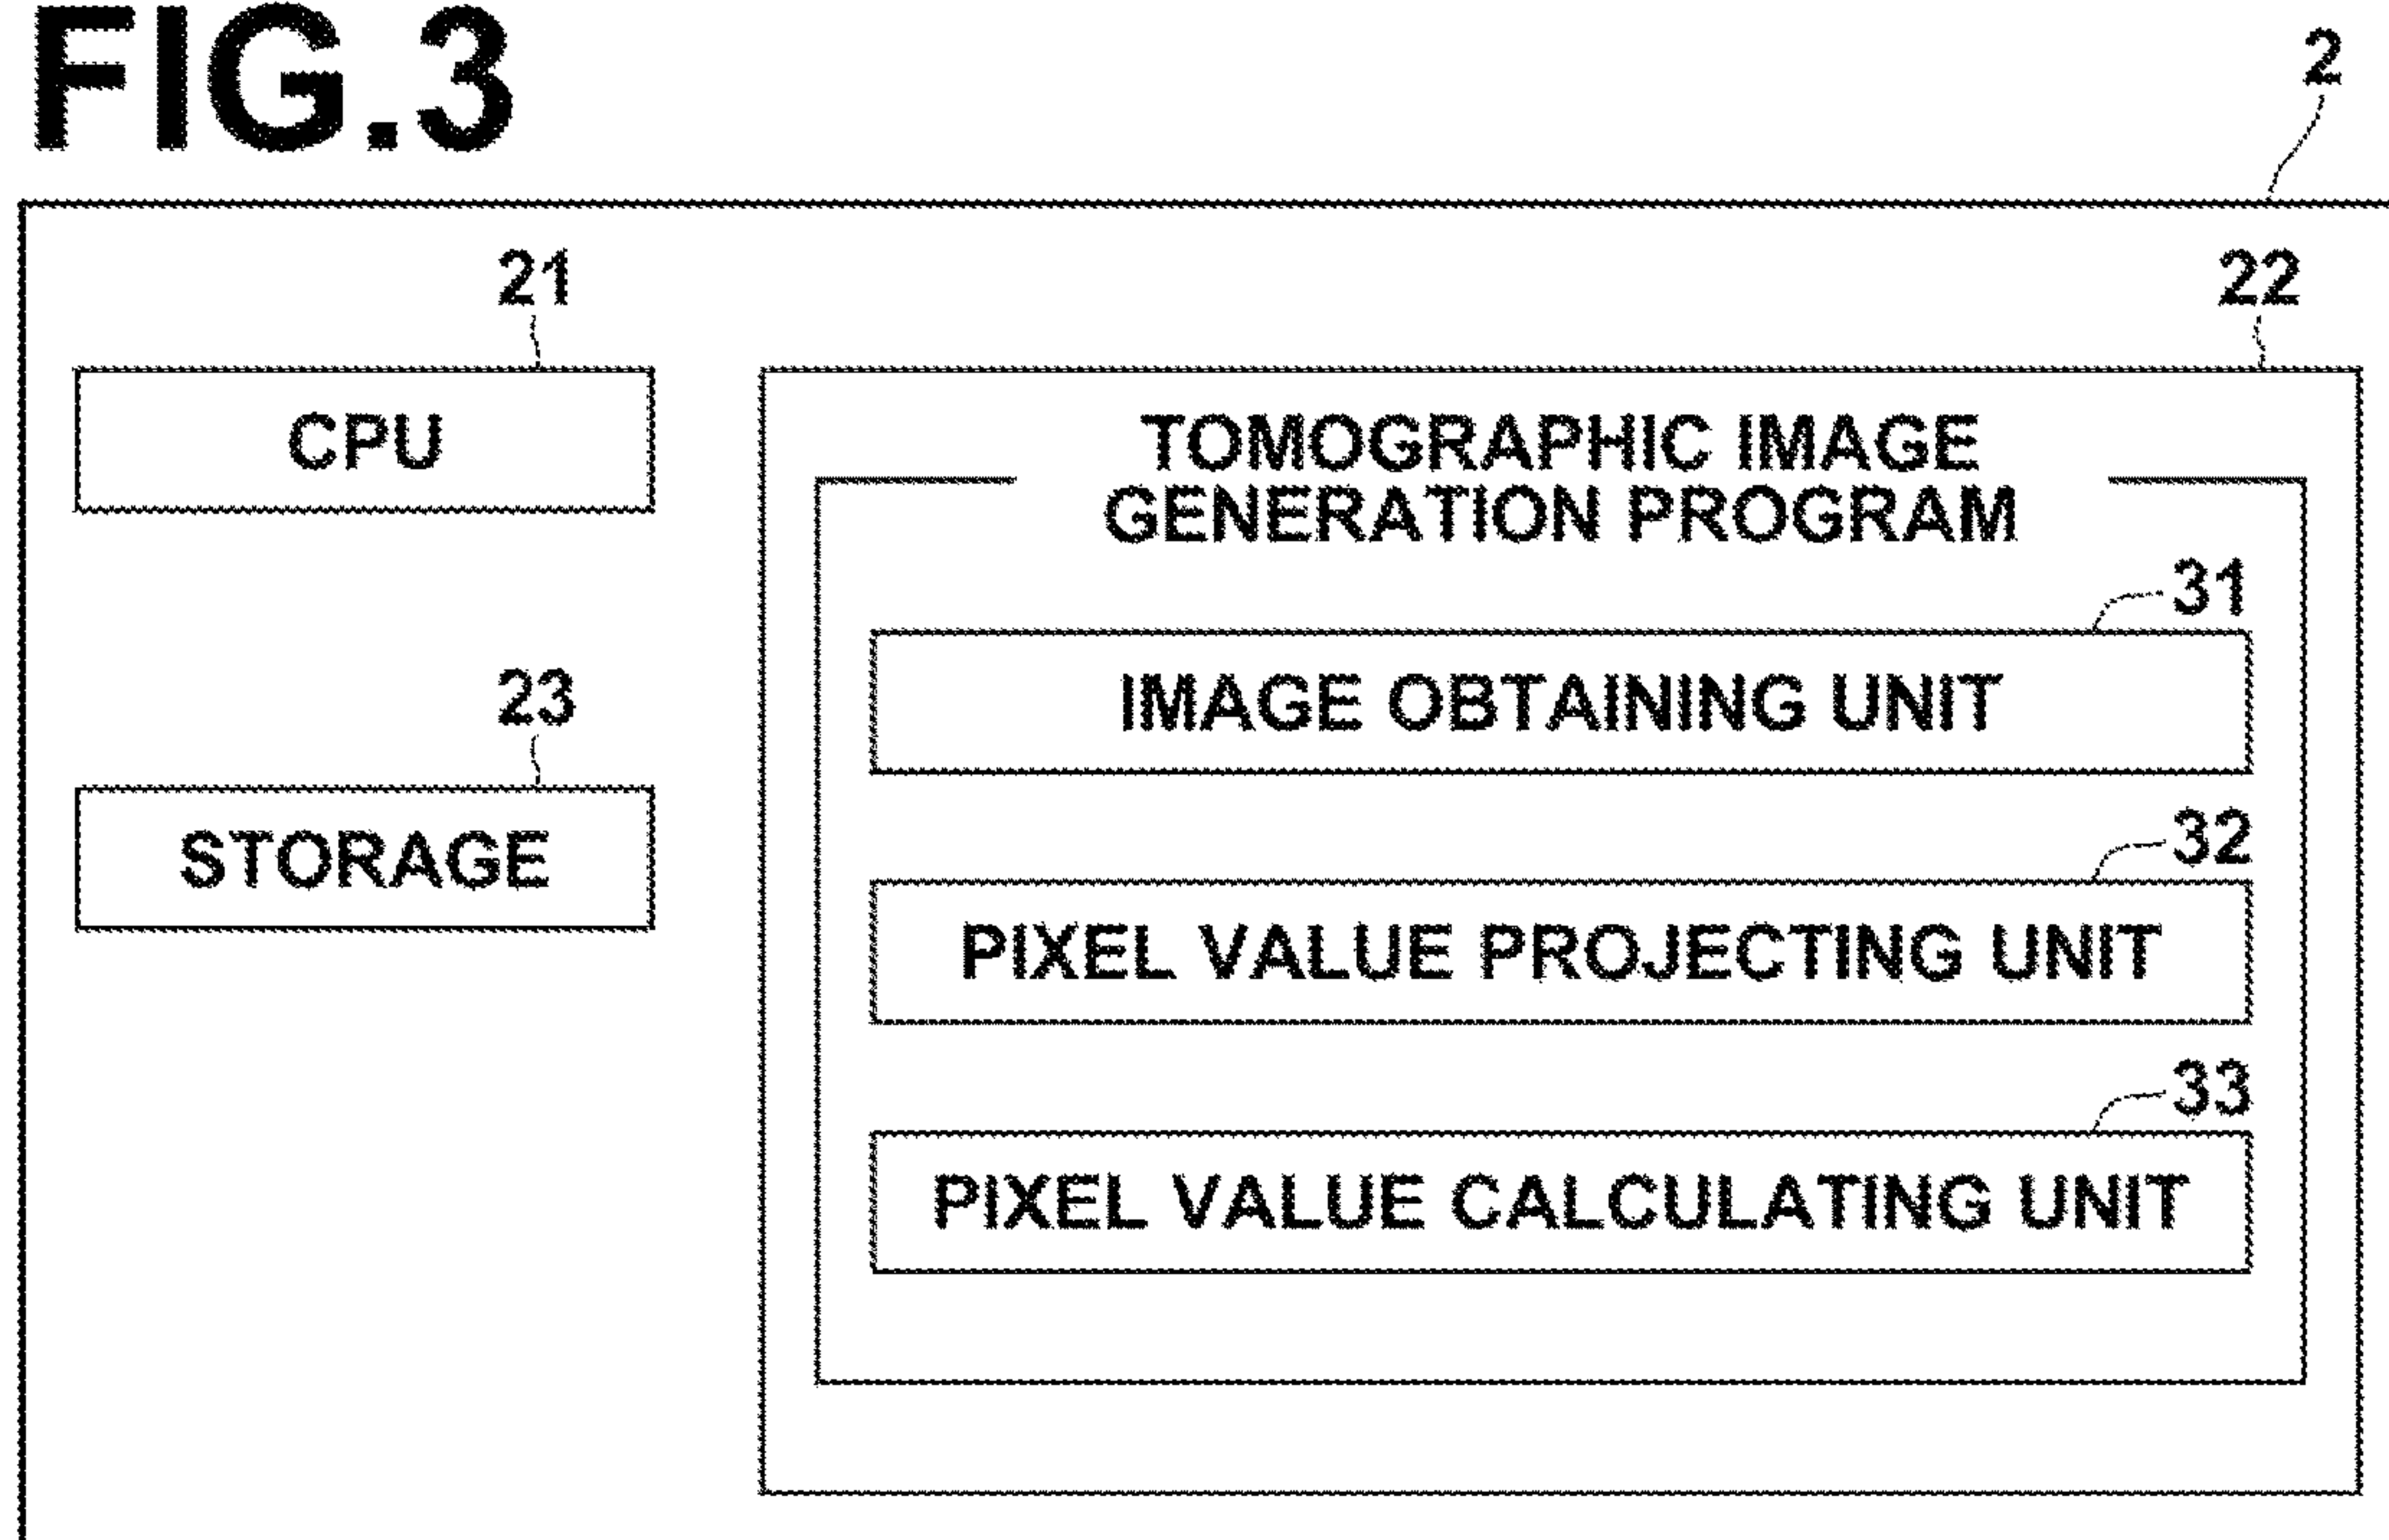 FIG.3
2
21
22
CPU
TOMOGRAPHIC IMAGE
GENERATION PROGRAM
31
IMAGE OBTAINING UNIT
23
STORAGE
32
PIXEL VALUE PROJECTING UNIT
33
PIXEL VALUE CALCULATING UNIT